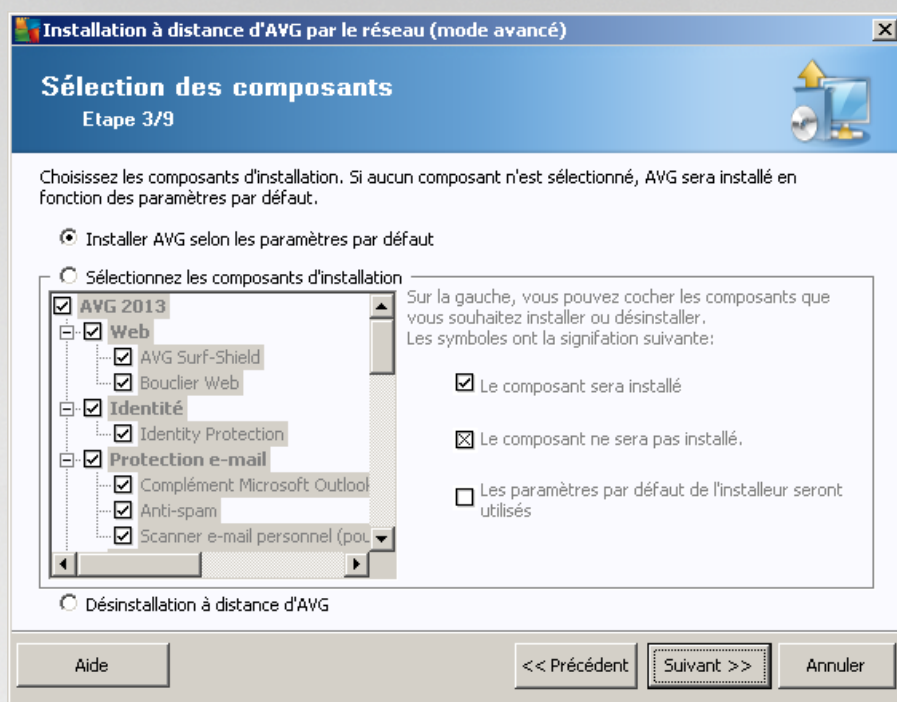 Installation à distance d'AVG par le réseau (mode avancé)
Sélection des composants
Etape 3/9
Choisissez les composants d'installation. Si aucun composant n'est sélectionné, AVG sera installé en
fonction des paramètres par défaut.
Installer AVG selon les paramètres par défaut
Sélectionnez les composants d'installation
AVG 2013
Web
AVG Surf-Shield
Bouclier Web
Identité
Identity Protection
Protection e-mail
Complément Microsoft Outlook
Anti-spam
Scanner e-mail personnel (pou
Sur la gauche, vous pouvez cocher les composants que
vous souhaitez installer ou désinstaller.
Les symboles ont la signifation suivante:
Le composant sera installé
Le composant ne sera pas installé.
Les paramètres par défaut de l'installeur seront
utilisés
Désinstallation à distance d'AVG
Aide
<< Précédent
Suivant >>
Annuler